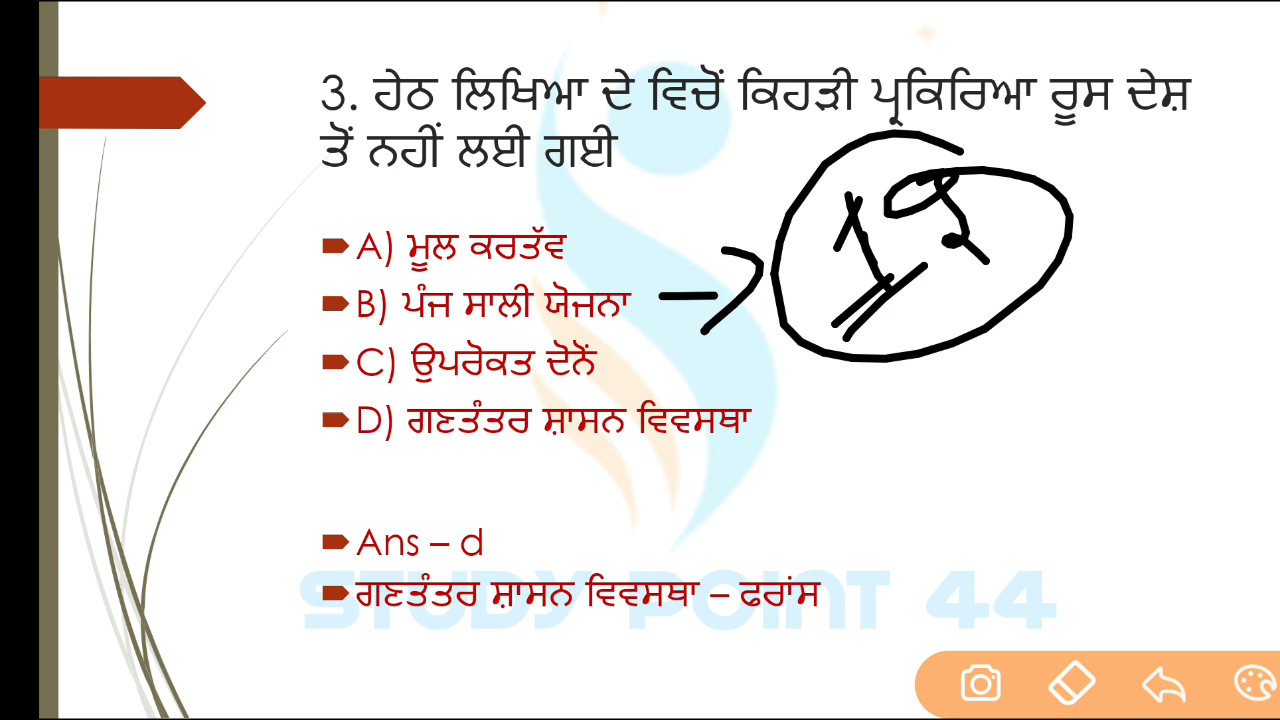 3. ਹੇਠ ਲਿਖਿਆ ਦੇ ਵਿਚੋਂ ਕਿਹੜੀ ਪ੍ਰਕਿਰਿਆ ਰੂਸ ਦੇਸ਼
ਤੋਂ ਨਹੀਂ ਲਈ ਗਈ
A) ਮੂਲ ਕਰਤੱਵ
B) ਪੰਜ ਸਾਲੀ ਯੋਜਨਾ
C) ਉਪਰੋਕਤ ਦੋਨੋਂ
D) ਗਣਤੰਤਰ ਸ਼ਾਸਨ ਵਿਵਸਥਾ
Ans – d
ਗਣਤੰਤਰ ਸ਼ਾਸਨ ਵਿਵਸਥਾ – ਫਰਾਂਸ
STUDY POINT 44